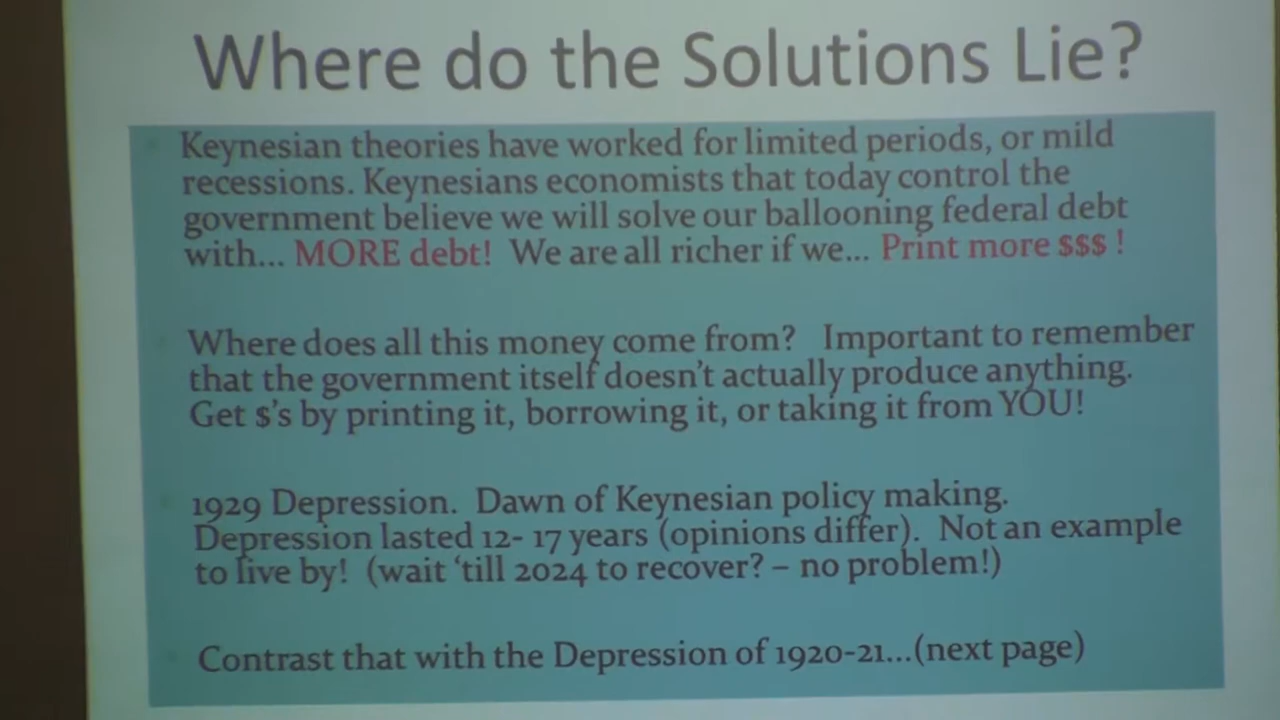 Where do the Solutions Lie?
Keynesian theories have worked for limited periods, or mild
recessions. Keynesians economists that today control the
government believe we will solve our ballooning federal debt
with... MORE debt! We are all richer if we... Print more $$$ !
Where does all this money come from? Important to remember
that the government itself doesn't actually produce anything.
Get $'s by printing it, borrowing it, or taking it from YOU!
1929 Depression. Dawn of Keynesian policy making.
Depression lasted 12- 17 years (opinions differ). Not an example
to live by! (wait 'till 2024 to recover? – no problem!)
Contrast that with the Depression of 1920-21...(next page)